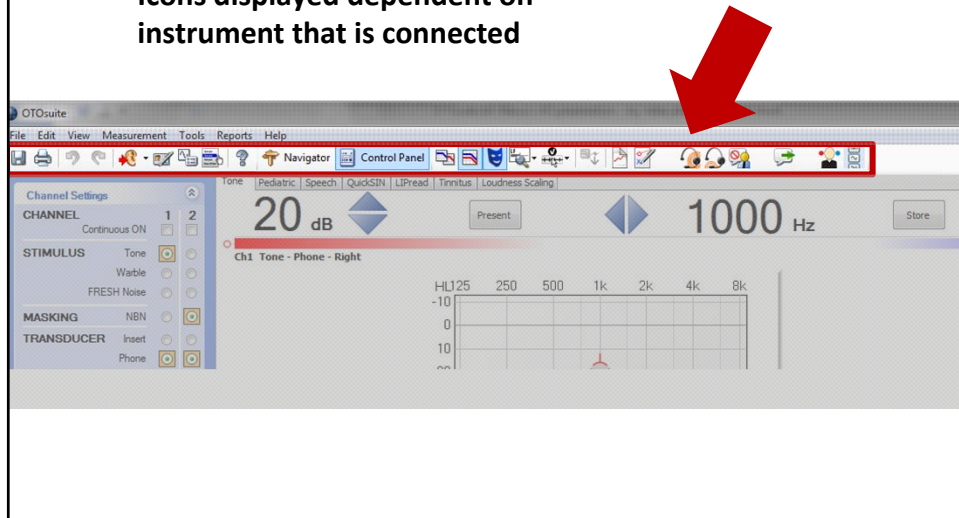 Icons displayed dependent on
instrument that is connected
OTOsuite
File Edit View Measurement Tools Reports Help
Navigator Control Panel
Channel Settings
Tone Pediatric Speech QuickSIN LIPread Tinnitus Loudness Scaling
CHANNEL 1 2
Continuous ON
20 dB Present 1000 Hz Store
STIMULUS Tone
Ch1 Tone - Phone - Right
Warble
FRESH Noise
MASKING NBN
TRANSDUCER Insert
Phone
HL125 250 500 1k 2k 4k 8k
-10
0
10